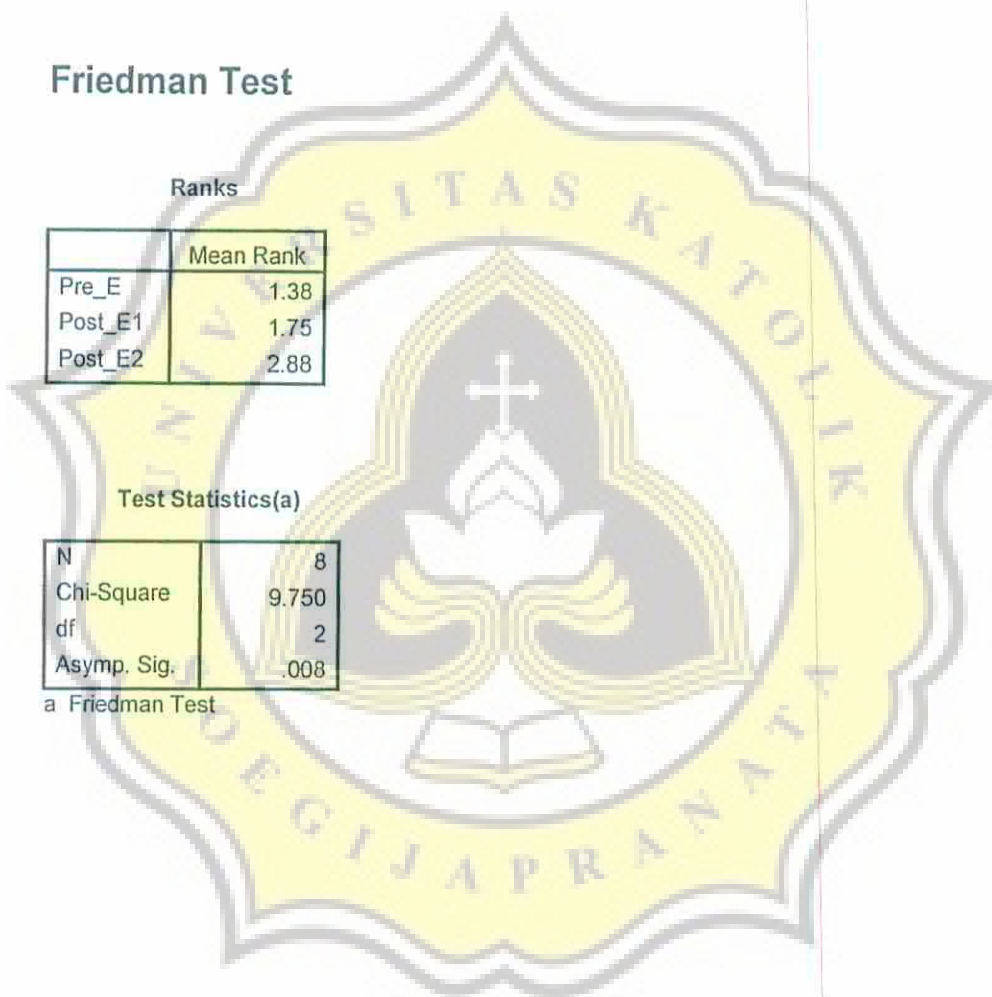 Friedman Test
Ranks
Mean Rank
Pre_E 1.38
Post_E1 1.75
Post_E2 2.88
Test Statistics(a)
N 8
Chi-Square 9.750
df 2
Asymp. Sig. .008
a Friedman Test
UNIVERSITAS KATOLIK
SOEGIJAPRANATA